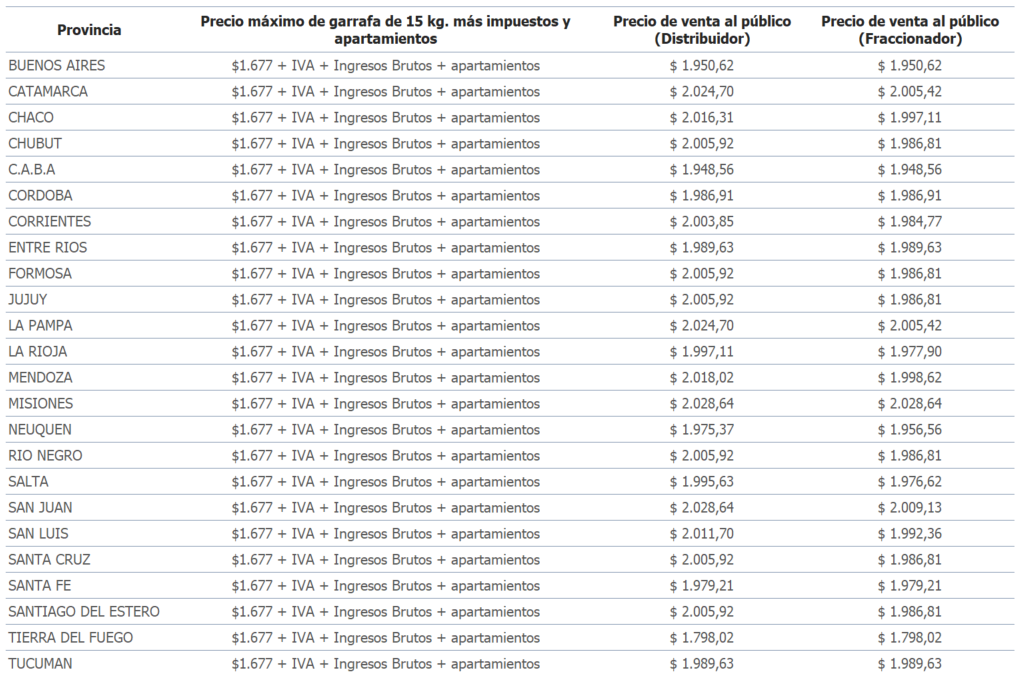 Provincia Precio máximo de garrafa de 15 kg. más impuestos y apartamientos Precio de venta al público (Distribuidor) Precio de venta al público (Fraccionador)
BUENOS AIRES $1.677 + IVA + Ingresos Brutos + apartamientos $ 1.950,62 $ 1.950,62
CATAMARCA $1.677 + IVA + Ingresos Brutos + apartamientos $ 2.024,70 $ 2.005,42
CHACO $1.677 + IVA + Ingresos Brutos + apartamientos $ 2.016,31 $ 1.997,11
CHUBUT $1.677 + IVA + Ingresos Brutos + apartamientos $ 2.005,92 $ 1.986,81
C.A.B.A $1.677 + IVA + Ingresos Brutos + apartamientos $ 1.948,56 $ 1.948,56
CORDOBA $1.677 + IVA + Ingresos Brutos + apartamientos $ 1.986,91 $ 1.986,91
CORRIENTES $1.677 + IVA + Ingresos Brutos + apartamientos $ 2.003,85 $ 1.984,77
ENTRE RIOS $1.677 + IVA + Ingresos Brutos + apartamientos $ 1.989,63 $ 1.989,63
FORMOSA $1.677 + IVA + Ingresos Brutos + apartamientos $ 2.005,92 $ 1.986,81
JUJUY $1.677 + IVA + Ingresos Brutos + apartamientos $ 2.005,92 $ 1.986,81
LA PAMPA $1.677 + IVA + Ingresos Brutos + apartamientos $ 2.024,70 $ 2.005,42
LA RIOJA $1.677 + IVA + Ingresos Brutos + apartamientos $ 1.997,11 $ 1.977,90
MENDOZA $1.677 + IVA + Ingresos Brutos + apartamientos $ 2.018,02 $ 1.998,62
MISIONES $1.677 + IVA + Ingresos Brutos + apartamientos $ 2.028,64 $ 2.028,64
NEUQUEN $1.677 + IVA + Ingresos Brutos + apartamientos $ 1.975,37 $ 1.956,56
RIO NEGRO $1.677 + IVA + Ingresos Brutos + apartamientos $ 2.005,92 $ 1.986,81
SALTA $1.677 + IVA + Ingresos Brutos + apartamientos $ 1.995,63 $ 1.976,62
SAN JUAN $1.677 + IVA + Ingresos Brutos + apartamientos $ 2.028,64 $ 2.009,13
SAN LUIS $1.677 + IVA + Ingresos Brutos + apartamientos $ 2.011,70 $ 1.992,36
SANTA CRUZ $1.677 + IVA + Ingresos Brutos + apartamientos $ 2.005,92 $ 1.986,81
SANTA FE $1.677 + IVA + Ingresos Brutos + apartamientos $ 1.979,21 $ 1.979,21
SANTIAGO DEL ESTERO $1.677 + IVA + Ingresos Brutos + apartamientos $ 2.005,92 $ 1.986,81
TIERRA DEL FUEGO $1.677 + IVA + Ingresos Brutos + apartamientos $ 1.798,02 $ 1.798,02
TUCUMAN $1.677 + IVA + Ingresos Brutos + apartamientos $ 1.989,63 $ 1.989,63